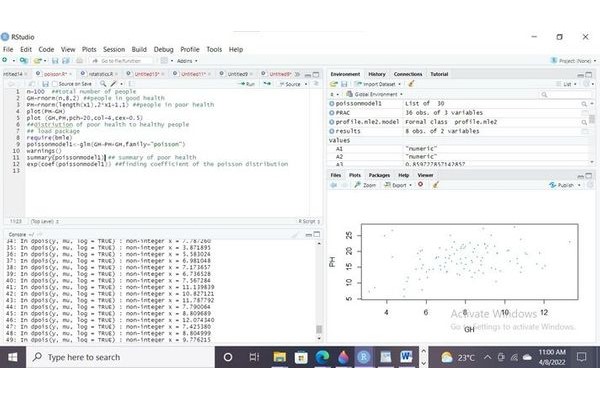 RStudio
File Edit Code View Plots Session Build Debug Profile Tools Help
Go to file/function Addins Project: (None)
poisson.R* Untitled9
Source on Save Run Source
1 n=100 ##total number of people
2 GH=rnorm(n,8,2) ##people in good health
3 PH=rnorm(length(x1),2*x1-1,1) ##people in poor health
4 plot(PH~GH)
5 plot (GH,PH,pch=20,col=4,cex=0.5)
6 ##distribution of poor health to healthy people
7 ## load package
8 require(bmle)
9 poissonmodel1<-glm(GH~PH-GH,family="poisson")
10 warnings()
11 summary(poissonmodel1) ## summary of poor health
12 exp(coef(poissonmodel1)) ##finding coefficient of the poisson distribution
13
(Top Level) R Script
Console
34: In dpois(y, mu, log = TRUE) : non-integer x = 7.787260
35: In dpois(y, mu, log = TRUE) : non-integer x = 3.871895
36: In dpois(y, mu, log = TRUE) : non-integer x = 5.583024
37: In dpois(y, mu, log = TRUE) : non-integer x = 6.981048
38: In dpois(y, mu, log = TRUE) : non-integer x = 7.173657
39: In dpois(y, mu, log = TRUE) : non-integer x = 6.736528
40: In dpois(y, mu, log = TRUE) : non-integer x = 7.567284
41: In dpois(y, mu, log = TRUE) : non-integer x = 11.139839
42: In dpois(y, mu, log = TRUE) : non-integer x = 10.827121
43: In dpois(y, mu, log = TRUE) : non-integer x = 11.787792
44: In dpois(y, mu, log = TRUE) : non-integer x = 7.790064
45: In dpois(y, mu, log = TRUE) : non-integer x = 8.809689
46: In dpois(y, mu, log = TRUE) : non-integer x = 12.074340
47: In dpois(y, mu, log = TRUE) : non-integer x = 7.425380
48: In dpois(y, mu, log = TRUE) : non-integer x = 8.804999
49: In dpois(y, mu, log = TRUE) : non-integer x = 9.776215
Environment History Connections Tutorial
Import Dataset List
Global Environment
poissonmodel1 List of 30
PRAC 36 obs. of 3 variables
profile.mle2.model Formal class profile.mle2
results 8 obs. of 2 variables
values
A1 "numeric"
A2 "numeric"
Files Plots Packages Help Viewer
Zoom Export Publish
PH
5 10 15 20 25
4 6 8 10 12
GH
Activate Windows
Go to Settings to activate Windows.
Type here to search
23°C
11:00 AM
4/8/2022